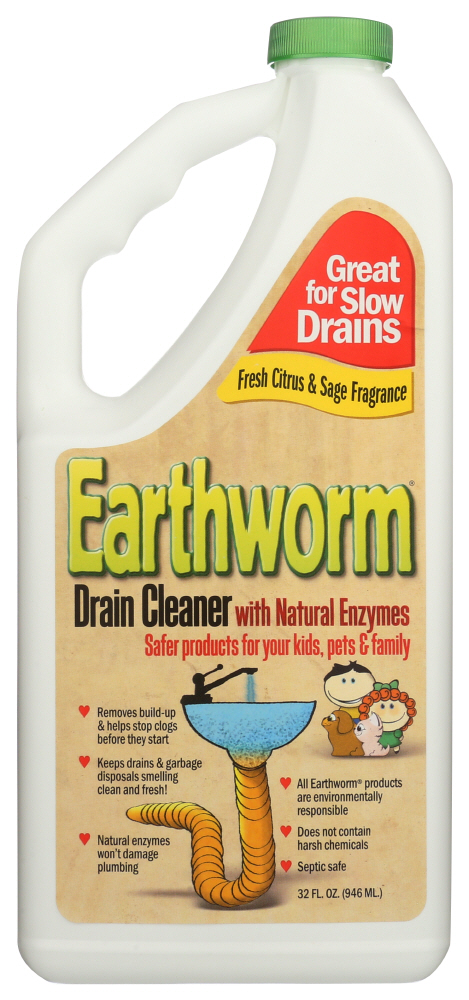 Great
for Slow
Drains
Fresh Citrus & Sage Fragrance
Earthworm®
Drain Cleaner with Natural Enzymes
Safer products for your kids, pets & family
Removes build-up
& helps stop clogs
before they start
Keeps drains & garbage
disposals smelling
clean and fresh!
Natural enzymes
won't damage
plumbing
All Earthworm® products
are environmentally
responsible
Does not contain
harsh chemicals
Septic safe
32 FL. OZ. (946 ML.)